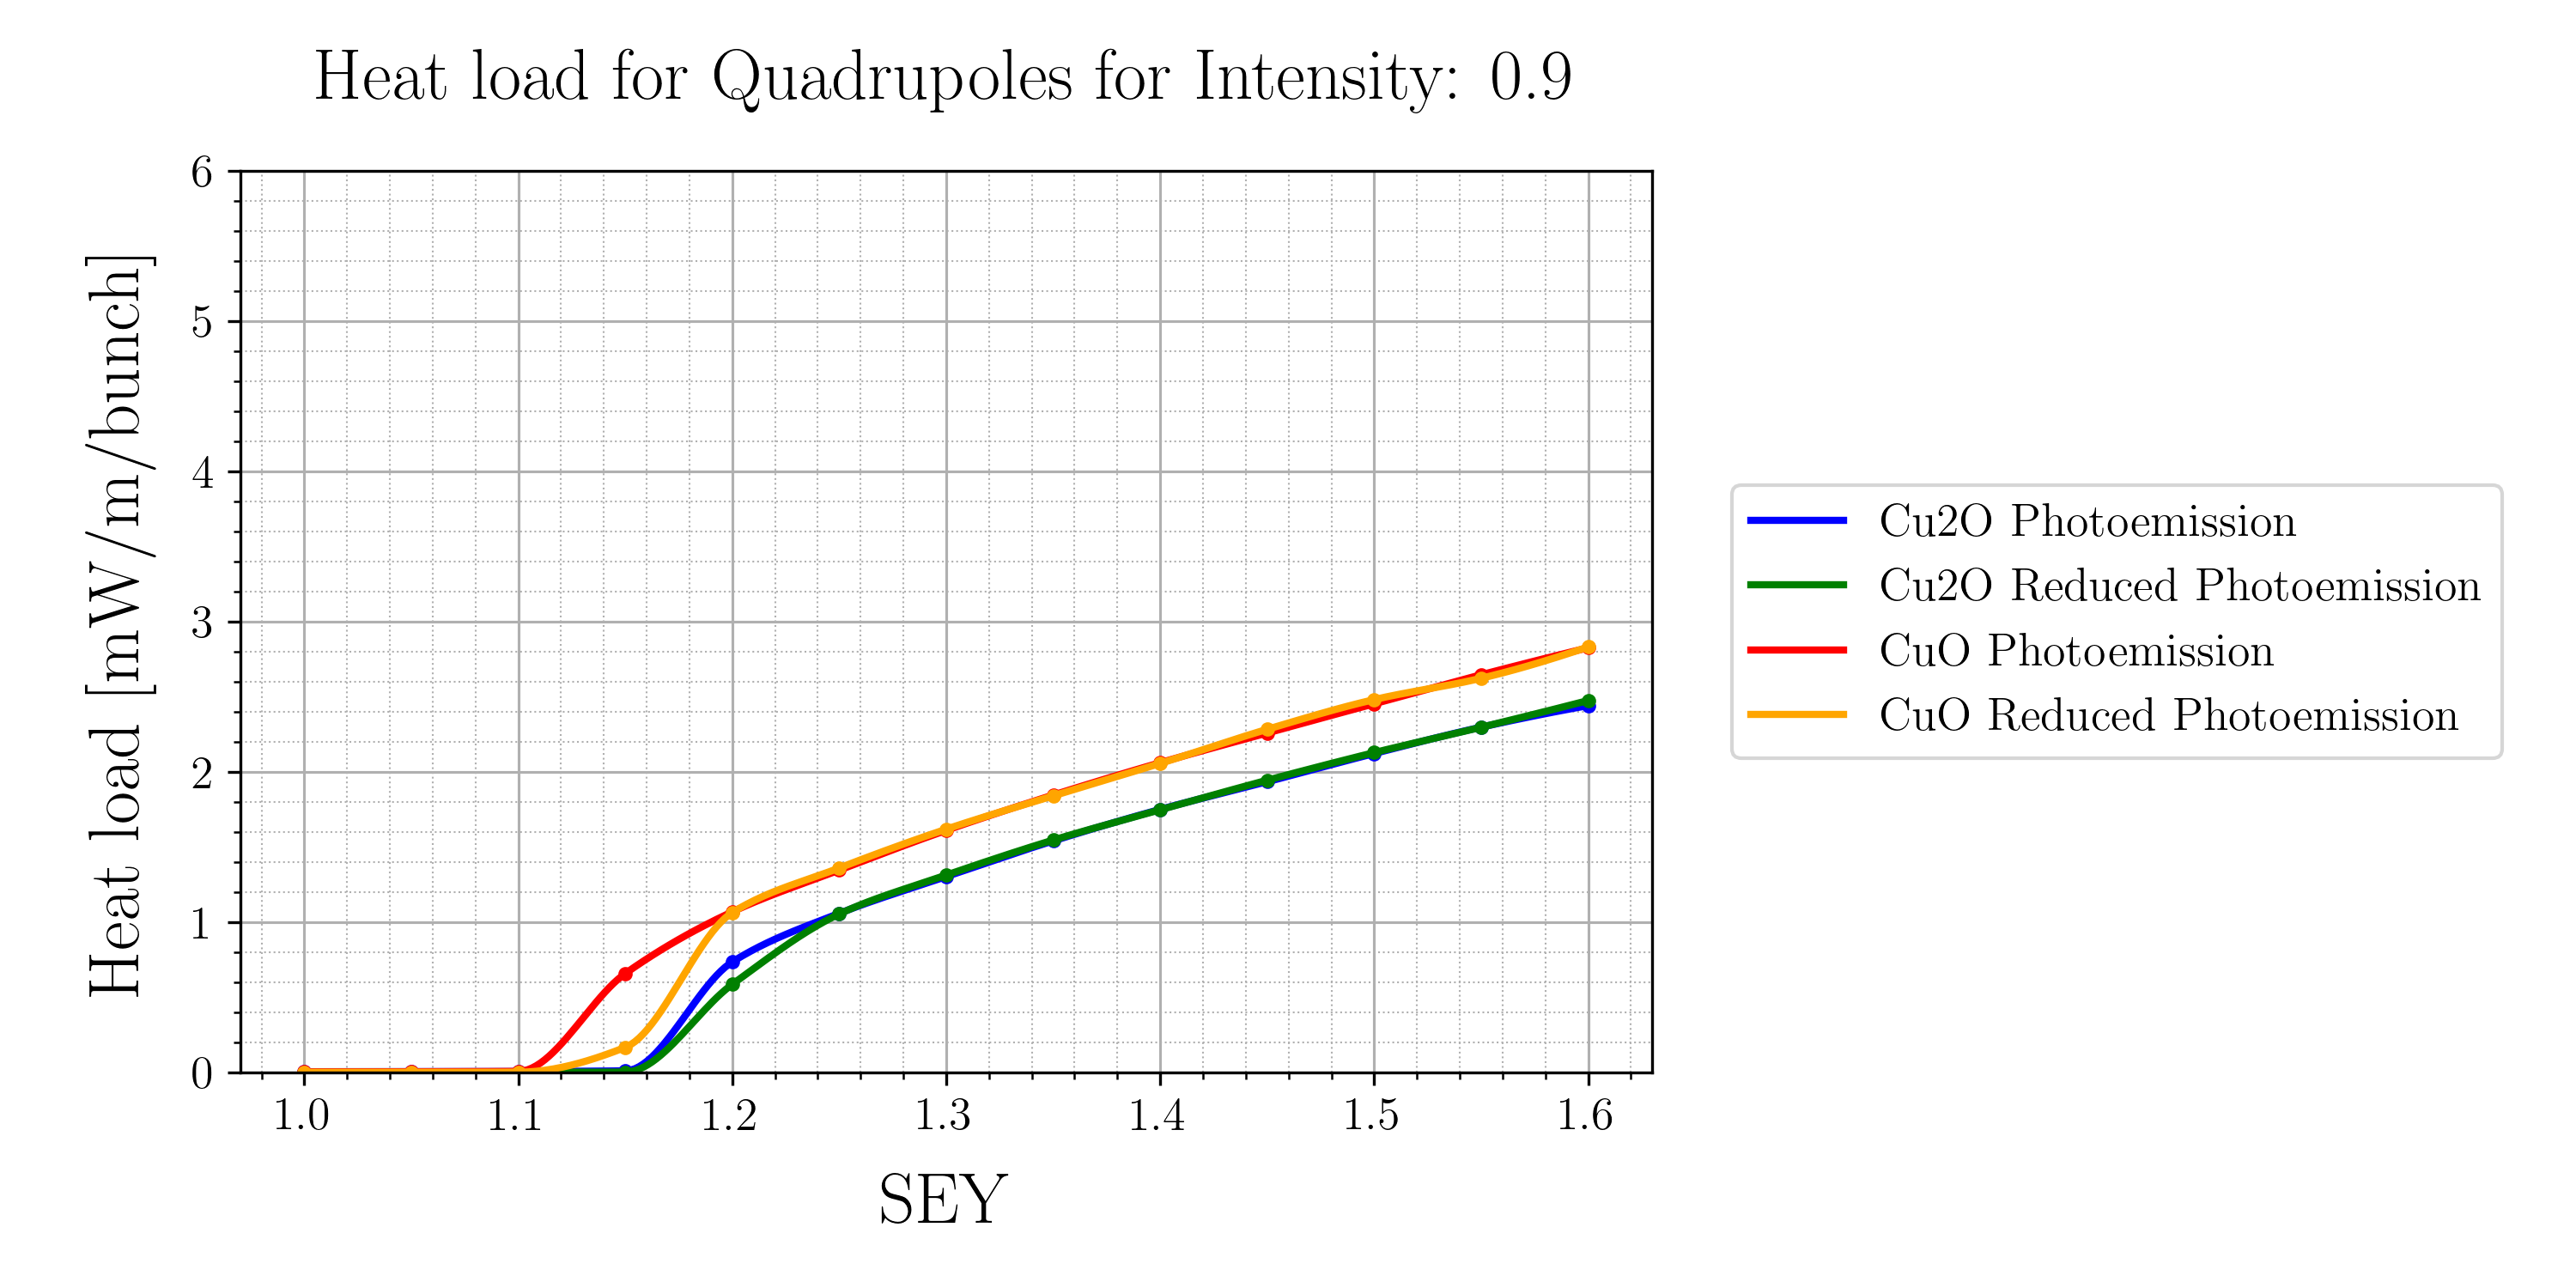 Heat load for Quadrupoles for Intensity: 0.9
Heat load [mW/m/bunch]
6
5
4
3
2
1
0
1.0 1.1 1.2 1.3 1.4 1.5 1.6
SEY
Cu2O Photoemission
Cu2O Reduced Photoemission
CuO Photoemission
CuO Reduced Photoemission